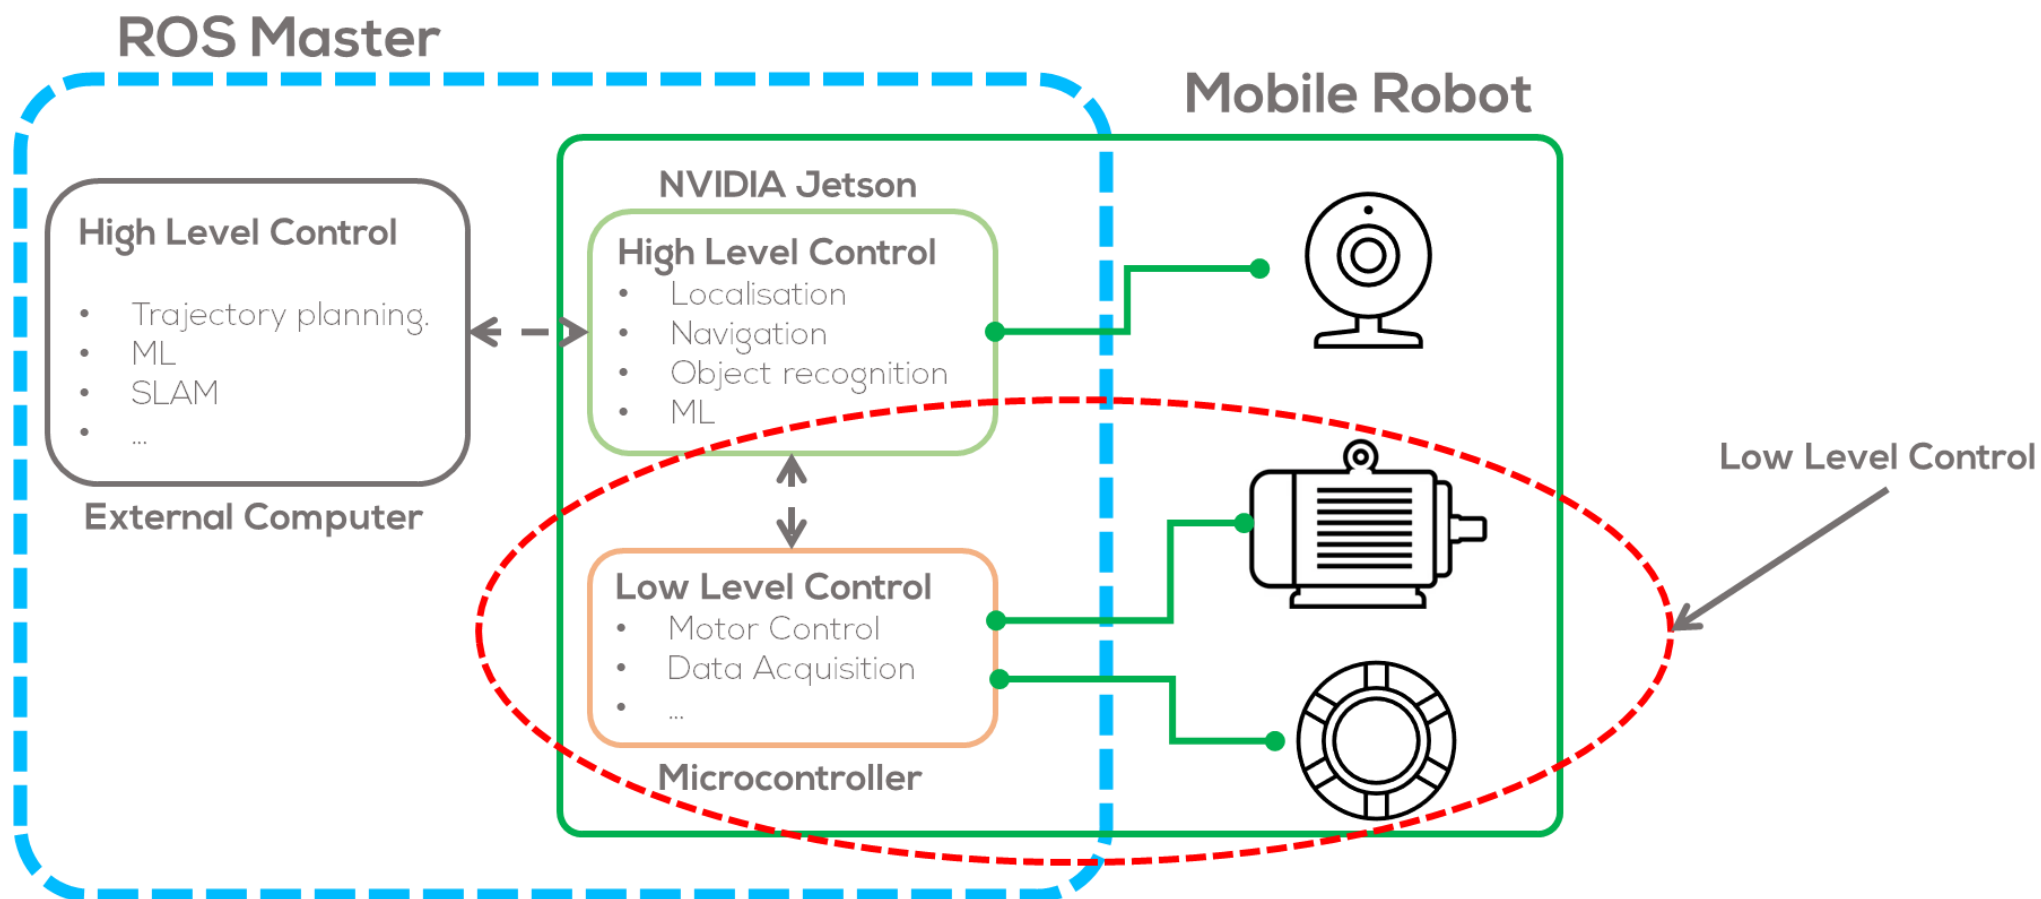 ROS Master
Mobile Robot
High Level Control
• Trajectory planning.
• ML
• SLAM
• ...
External Computer
NVIDIA Jetson
High Level Control
• Localisation
• Navigation
• Object recognition
• ML
Low Level Control
• Motor Control
• Data Acquisition
• ...
Microcontroller
Low Level Control